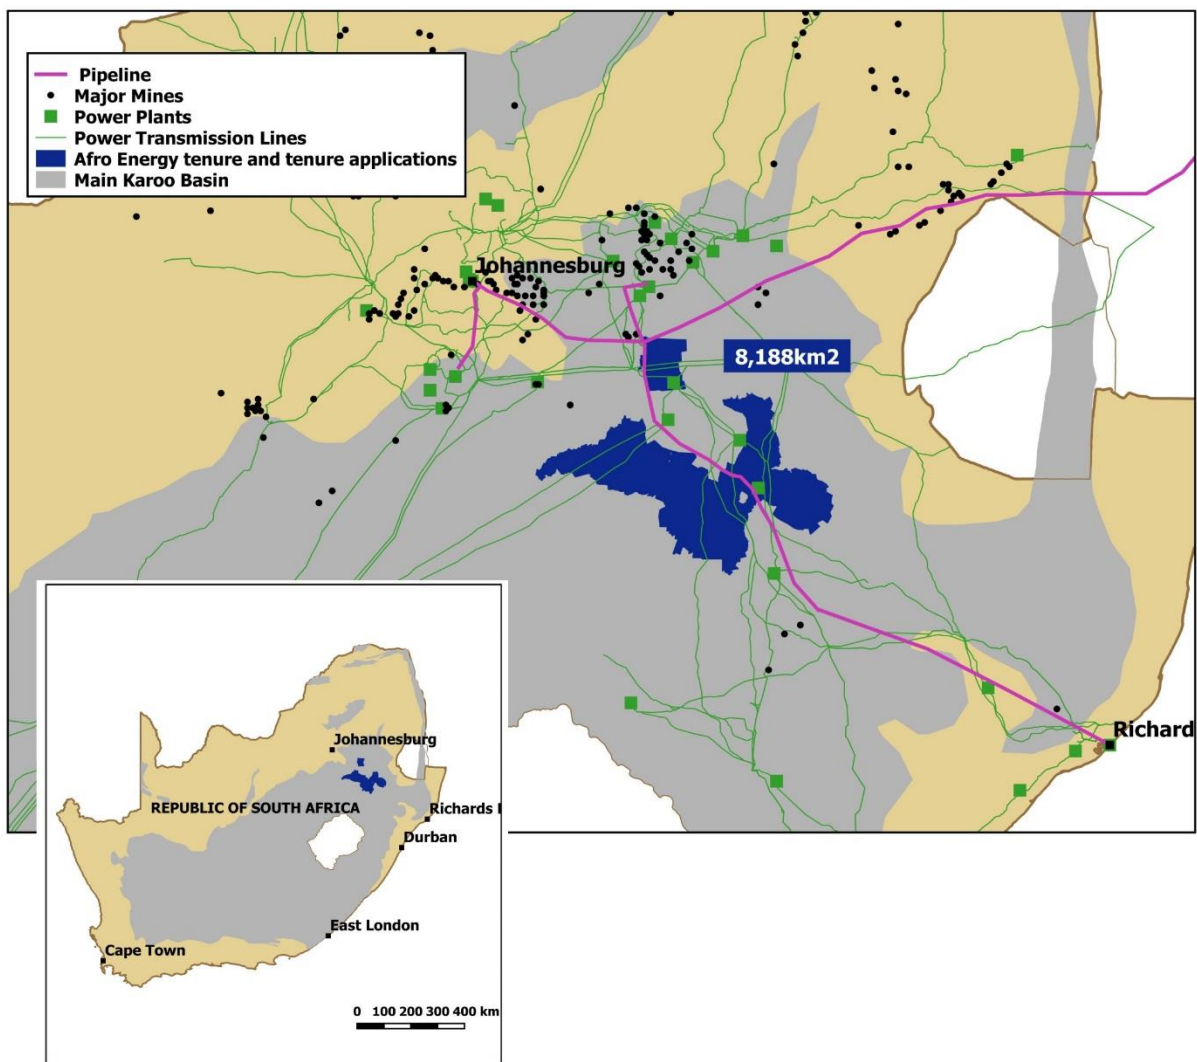 Pipeline
Major Mines
Power Plants
Power Transmission Lines
Afro Energy tenure and tenure applications
Main Karoo Basin
Johannesburg
8,188km2
Richard
Johannesburg
REPUBLIC OF SOUTH AFRICA
Richards
Durban
East London
Cape Town
0 100 200 300 400 km